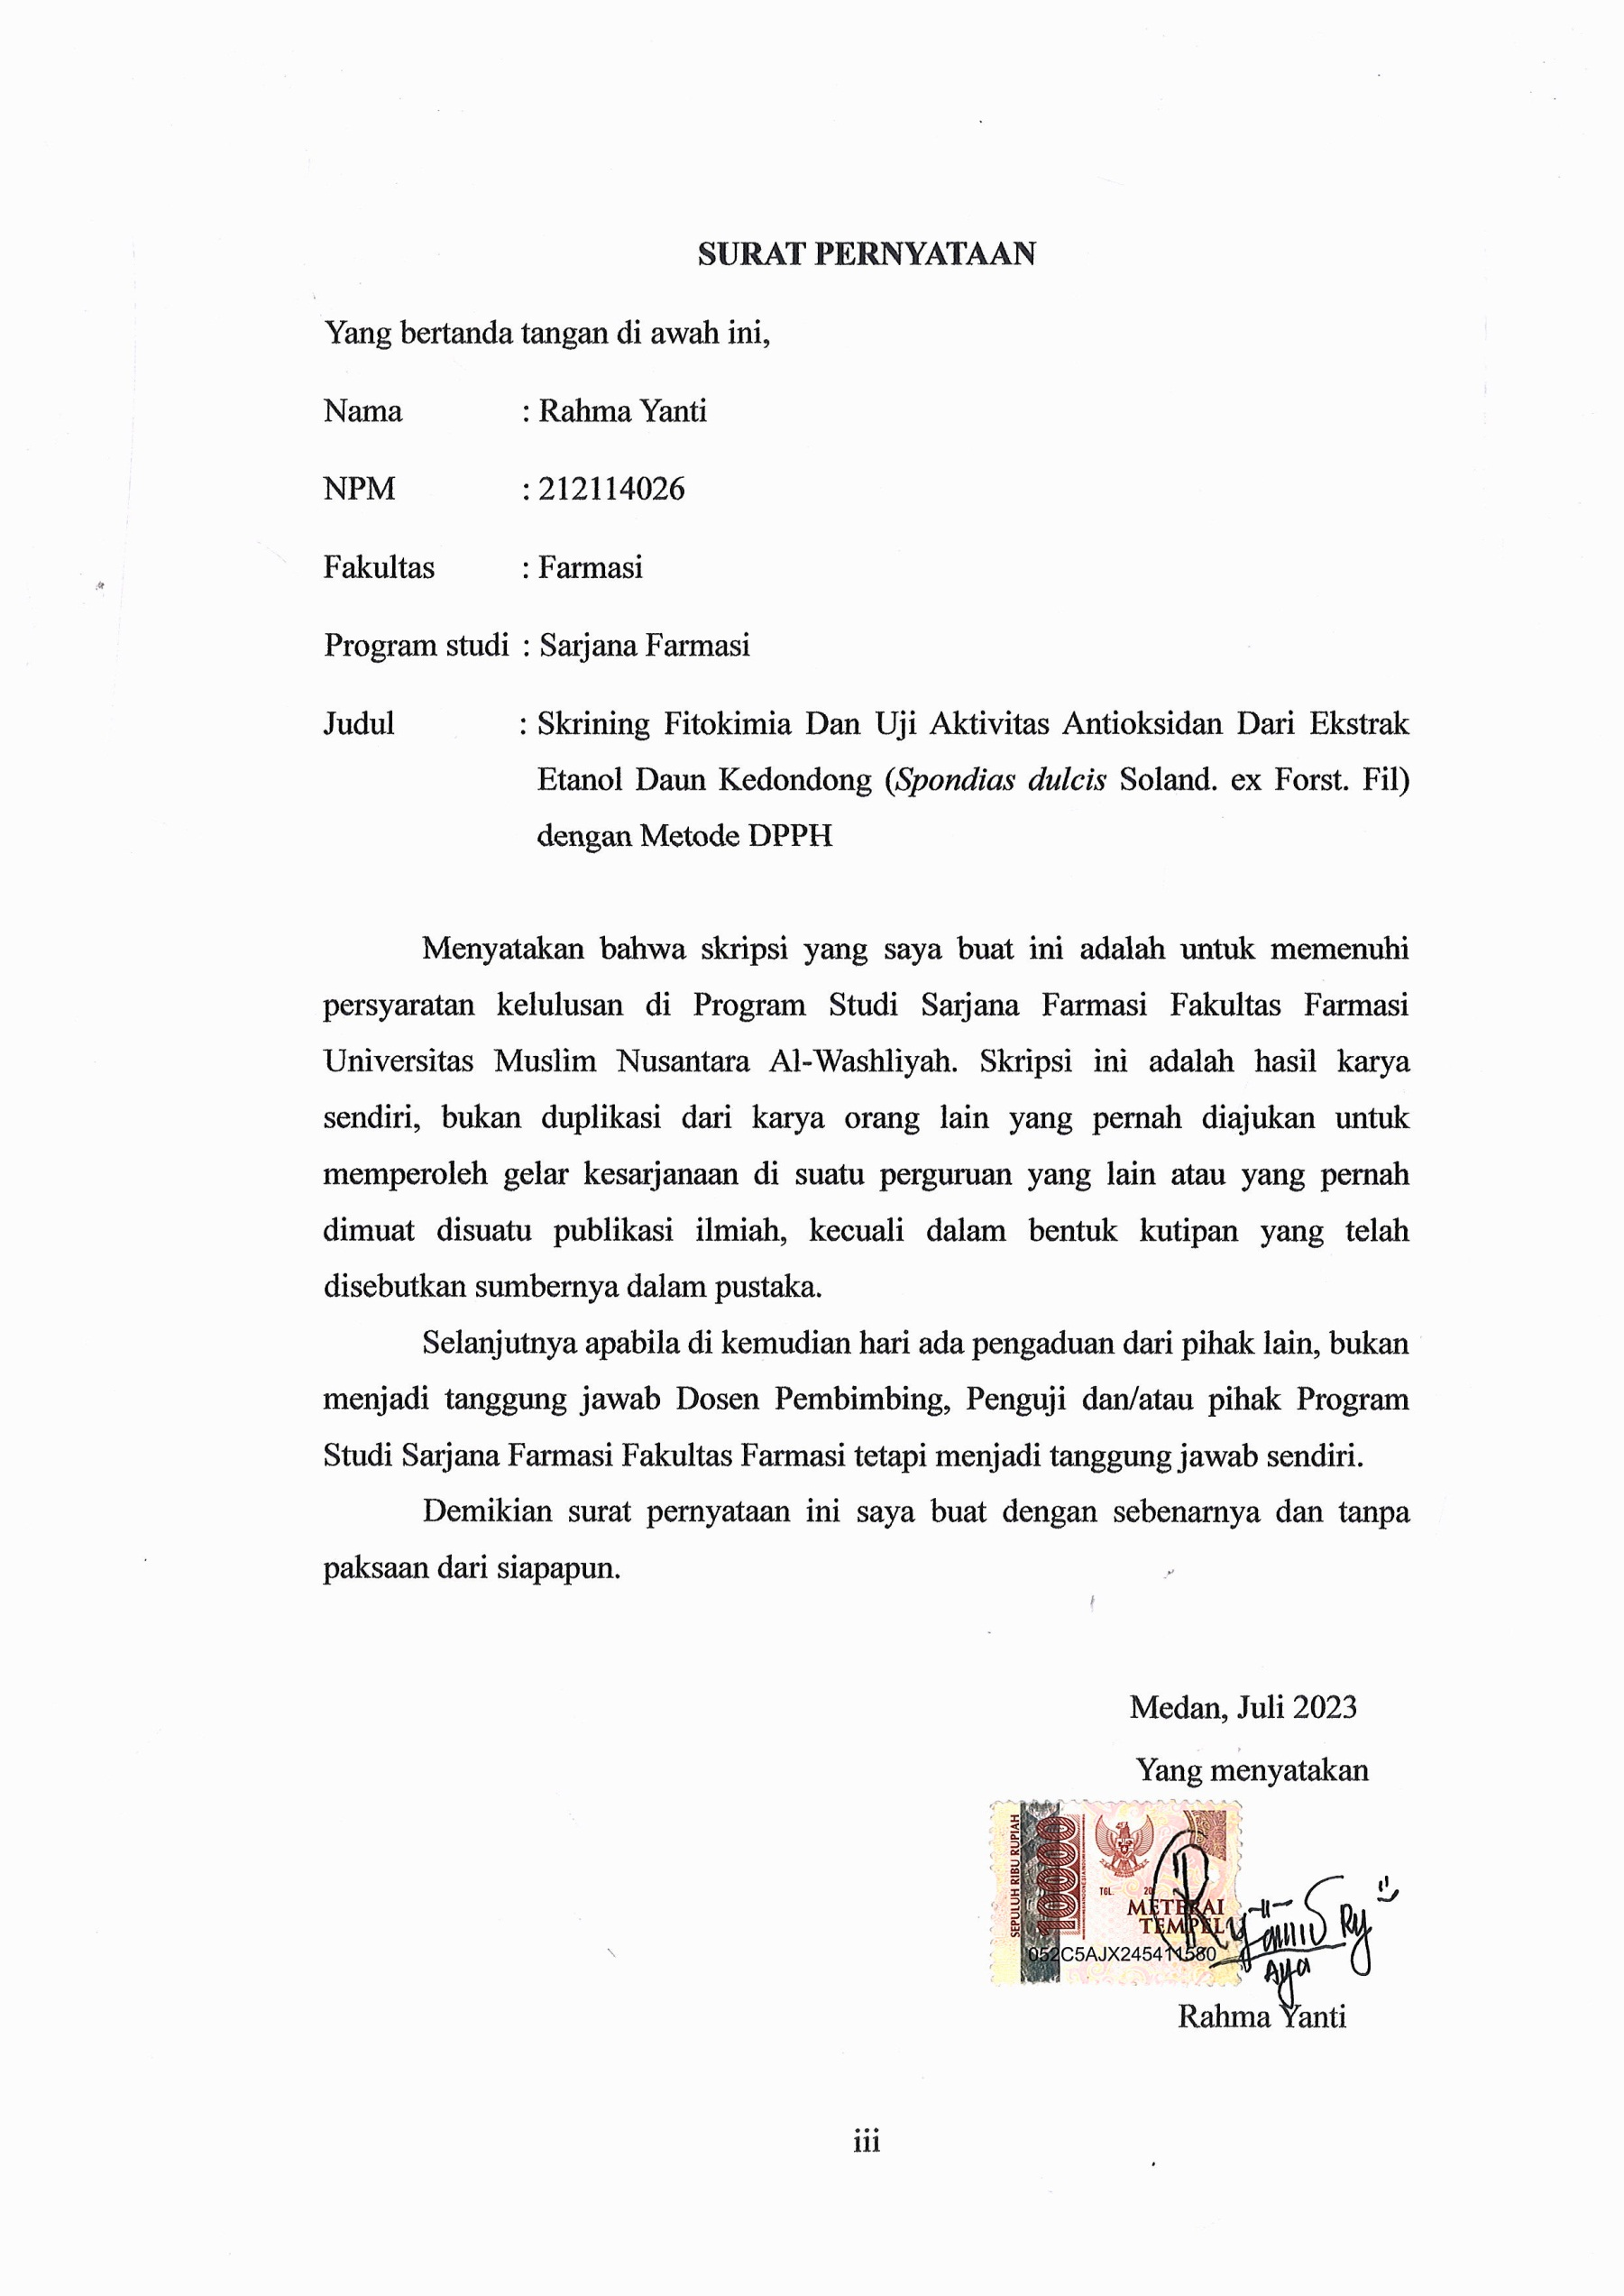 SURAT PERNYATAAN
Yang bertanda tangan di awah ini,
Nama : Rahma Yanti
NPM : 212114026
Fakultas : Farmasi
Program studi : Sarjana Farmasi
Judul : Skrining Fitokimia Dan Uji Aktivitas Antioksidan Dari Ekstrak
Etanol Daun Kedondong (Spondias dulcis Soland. ex Forst. Fil)
dengan Metode DPPH
Menyatakan bahwa skripsi yang saya buat ini adalah untuk memenuhi
persyaratan kelulusan di Program Studi Sarjana Farmasi Fakultas Farmasi
Universitas Muslim Nusantara Al-Washliyah. Skripsi ini adalah hasil karya
sendiri, bukan duplikasi dari karya orang lain yang pernah diajukan untuk
memperoleh gelar kesarjanaan di suatu perguruan yang lain atau yang pernah
dimuat disuatu publikasi ilmiah, kecuali dalam bentuk kutipan yang telah
disebutkan sumbernya dalam pustaka.
Selanjutnya apabila di kemudian hari ada pengaduan dari pihak lain, bukan
menjadi tanggung jawab Dosen Pembimbing, Penguji dan/atau pihak Program
Studi Sarjana Farmasi Fakultas Farmasi tetapi menjadi tanggung jawab sendiri.
Demikian surat pernyataan ini saya buat dengan sebenarnya dan tanpa
paksaan dari siapapun.
Medan, Juli 2023
Yang menyatakan
SEPULUH RIBU RUPIAH
10000
TGL. 20
METERAI
TEMPEL
052C5AJX245411580
Rahma Yanti
iii